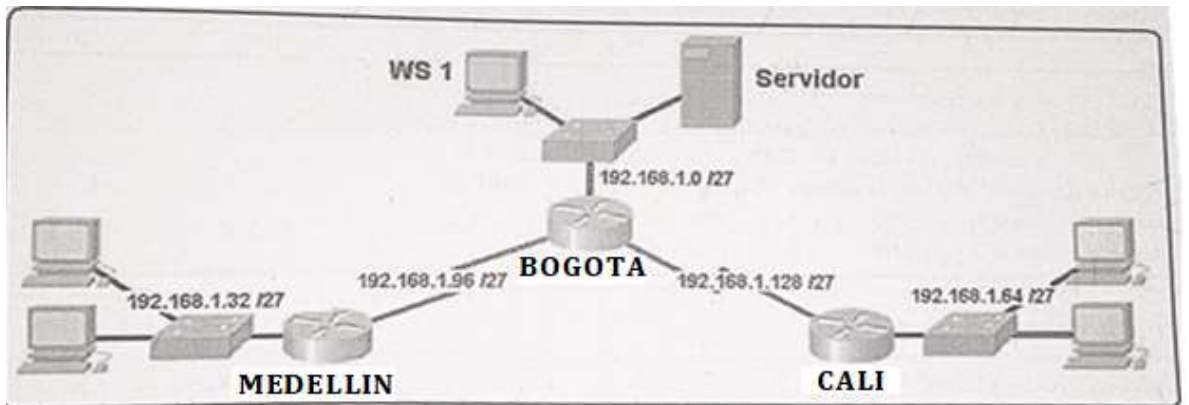 WS 1
Servidor
192.168.1.0 /27
BOGOTA
192.168.1.96 /27
192.168.1.128 /27
192.168.1.32 /27
192.168.1.64 /27
MEDELLIN
CALI